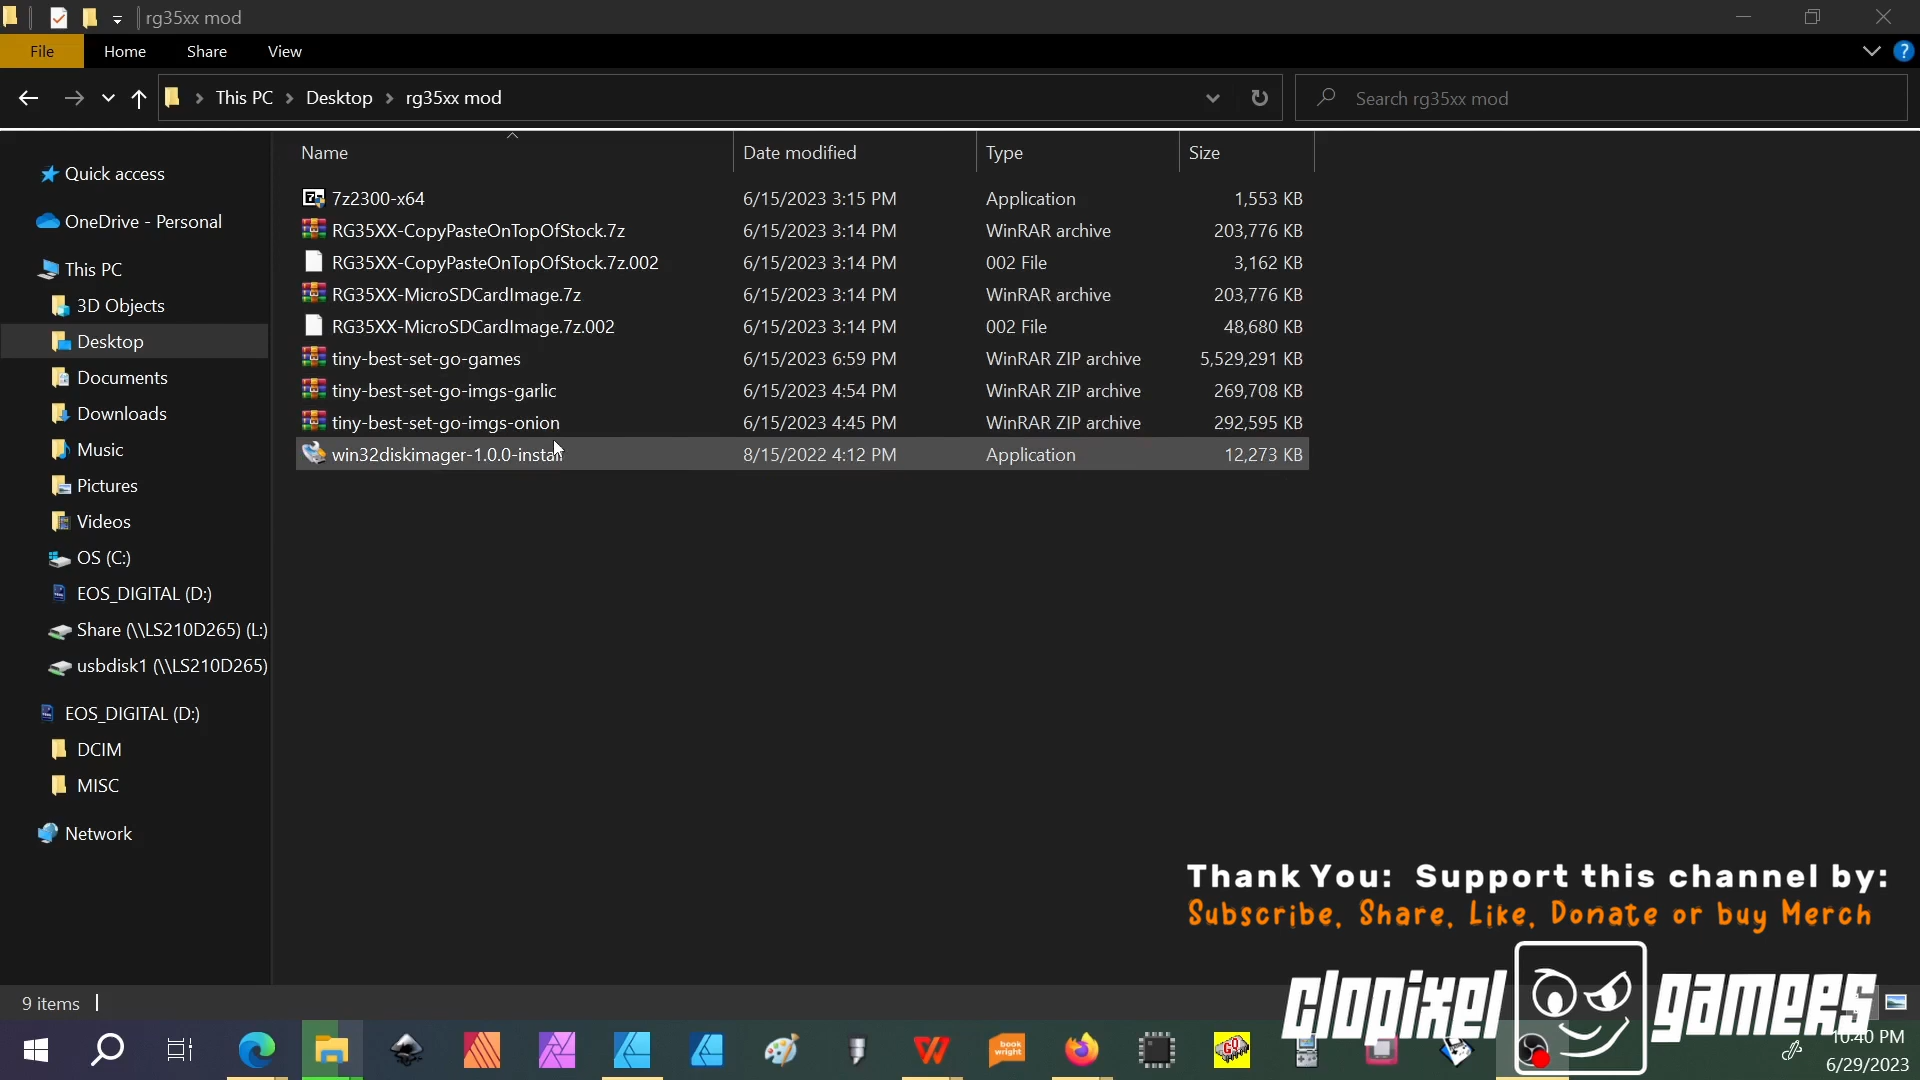 rg35xx mod
File Home Share View
This PC Desktop rg35xx mod
Search rg35xx mod
Name Date modified Type Size
7z2300-x64 6/15/2023 3:15 PM Application 1,553 KB
RG35XX-CopyPasteOnTopOfStock.7z 6/15/2023 3:14 PM WinRAR archive 203,776 KB
RG35XX-CopyPasteOnTopOfStock.7z.002 6/15/2023 3:14 PM 002 File 3,162 KB
RG35XX-MicroSDCardImage.7z 6/15/2023 3:14 PM WinRAR archive 203,776 KB
RG35XX-MicroSDCardImage.7z.002 6/15/2023 3:14 PM 002 File 48,680 KB
tiny-best-set-go-games 6/15/2023 6:59 PM WinRAR ZIP archive 5,529,291 KB
tiny-best-set-go-imgs-garlic 6/15/2023 4:54 PM WinRAR ZIP archive 269,708 KB
tiny-best-set-go-imgs-onion 6/15/2023 4:45 PM WinRAR ZIP archive 292,595 KB
win32diskimager-1.0.0-install 8/15/2022 4:12 PM Application 12,273 KB
Quick access
OneDrive - Personal
This PC
3D Objects
Desktop
Documents
Downloads
Music
Pictures
Videos
OS (C:)
EOS_DIGITAL (D:)
Share (\\LS210D265) (L:)
usbdisk1 (\\LS210D265)
EOS_DIGITAL (D:)
DCIM
MISC
Network
Thank You: Support this channel by:
Subscribe, Share, Like, Donate or buy Merch
clopixel gamers
9 items
book
wright
GO
10:40 PM
6/29/2023